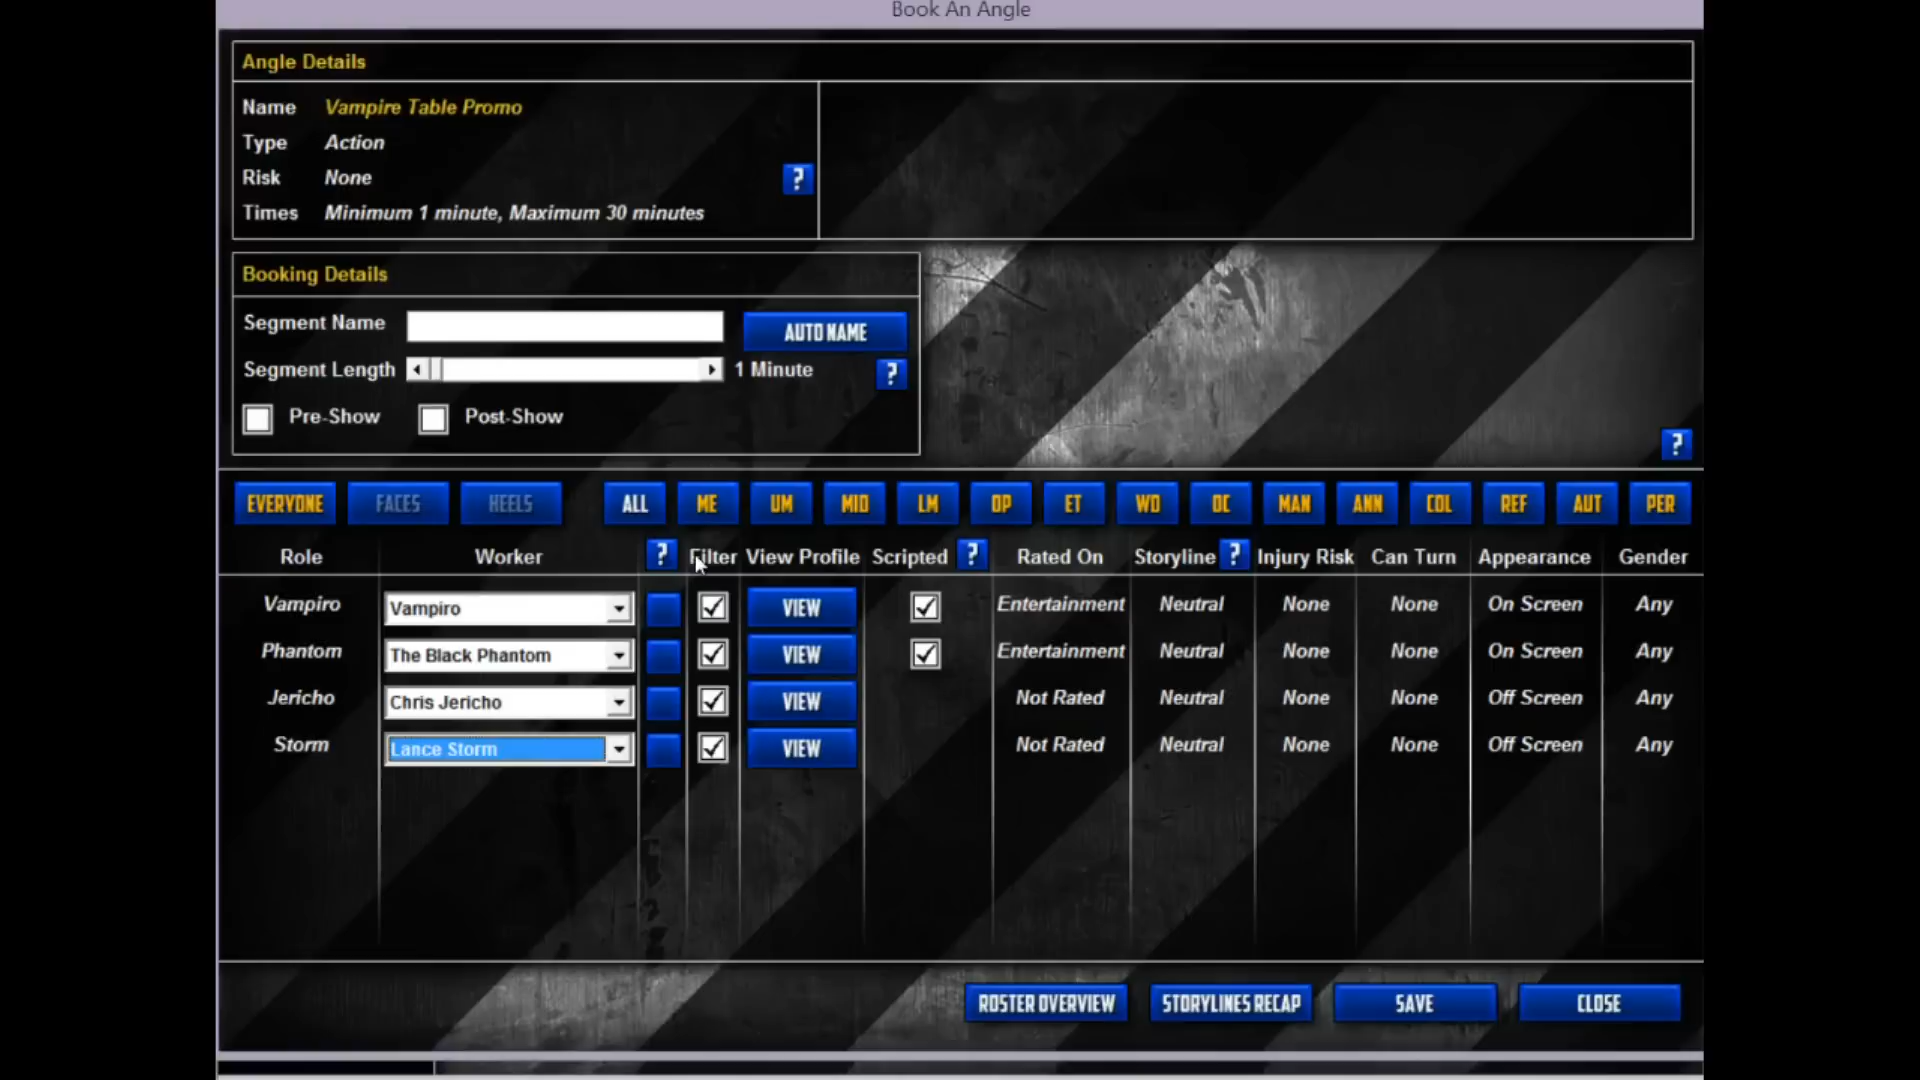 Book An Angle
Angle Details
Name Vampire Table Promo
Type Action
Risk None
?
Times Minimum 1 minute, Maximum 30 minutes
Booking Details
Segment Name
AUTO NAME
Segment Length 1 Minute ?
Pre-Show Post-Show
?
EVERYONE FACES HEELS ALL ME UM MID LM OP ET WO OC MAN ANN COL REF AUT PER
Role Worker ? Filter View Profile Scripted ? Rated On Storyline ? Injury Risk Can Turn Appearance Gender
Vampiro Vampiro VIEW Entertainment Neutral None None On Screen Any
Phantom The Black Phantom VIEW Entertainment Neutral None None On Screen Any
Jericho Chris Jericho VIEW Not Rated Neutral None None Off Screen Any
Storm Lance Storm VIEW Not Rated Neutral None None Off Screen Any
ROSTER OVERVIEW STORYLINES RECAP SAVE CLOSE